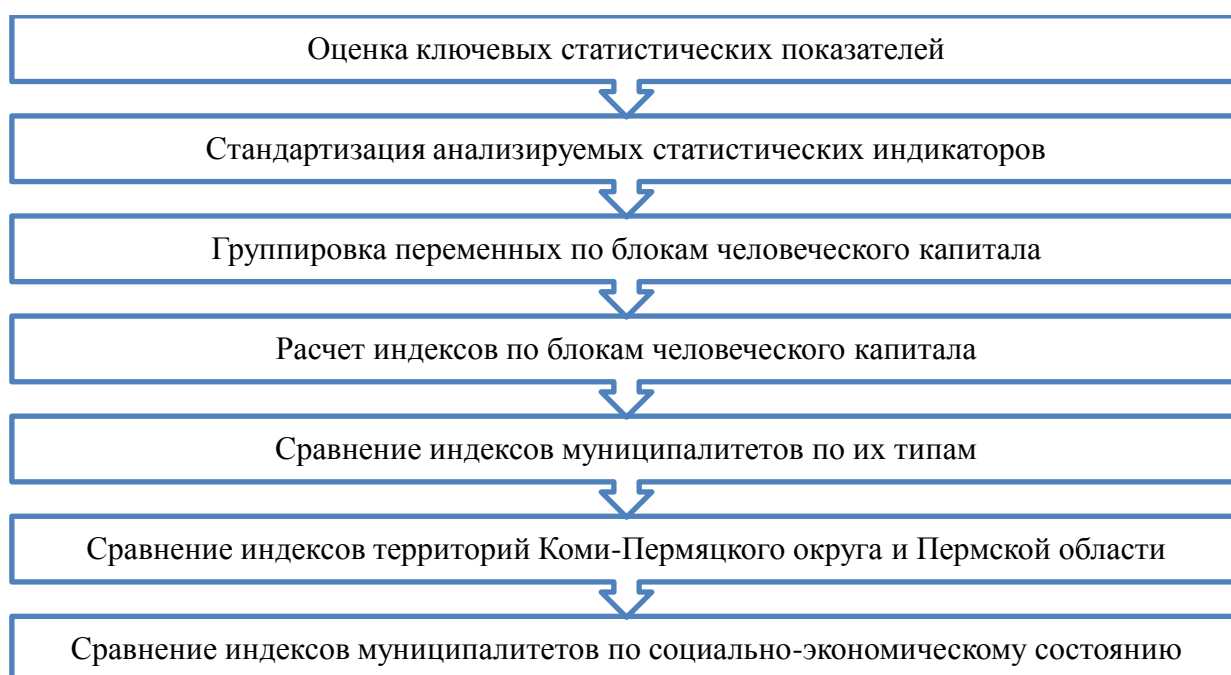 Оценка ключевых статистических показателей
Стандартизация анализируемых статистических индикаторов
Группировка переменных по блокам человеческого капитала
Расчет индексов по блокам человеческого капитала
Сравнение индексов муниципалитетов по их типам
Сравнение индексов территорий Коми-Пермяцкого округа и Пермской области
Сравнение индексов муниципалитетов по социально-экономическому состоянию